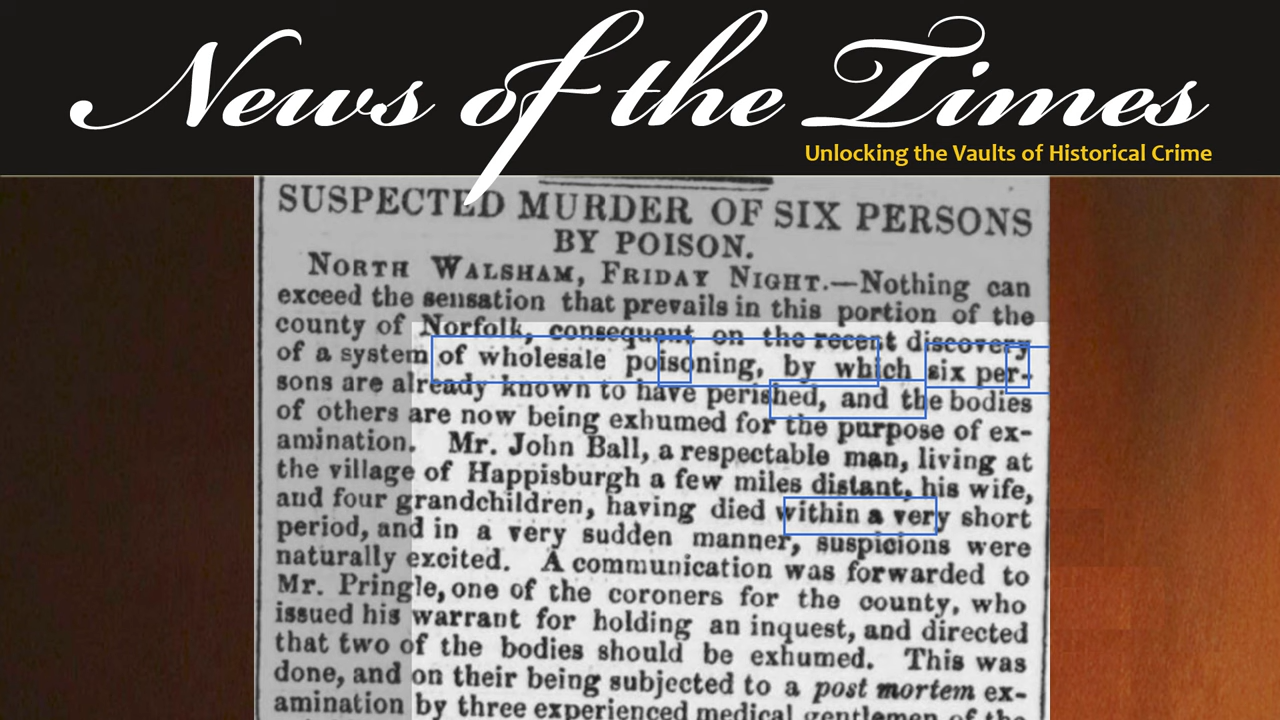 News of the Times
Unlocking the Vaults of Historical Crime
SUSPECTED MURDER OF SIX PERSONS
BY POISON.
NORTH WALSHAM, FRIDAY NIGHT.—Nothing can
exceed the sensation that prevails in this portion of the
county of Norfolk, consequent on the recent discovery
of a system of wholesale poisoning, by which six per-
sons are already known to have perished, and the bodies
of others are now being exhumed for the purpose of ex-
amination. Mr. John Ball, a respectable man, living at
the village of Happisburgh a few miles distant, his wife,
and four grandchildren, having died within a very short
period, and in a very sudden manner, suspicions were
naturally excited. A communication was forwarded to
Mr. Pringle, one of the coroners for the county, who
issued his warrant for holding an inquest, and directed
that two of the bodies should be exhumed. This was
done, and on their being subjected to a post mortem ex-
amination by three experienced medical gentlemen of the